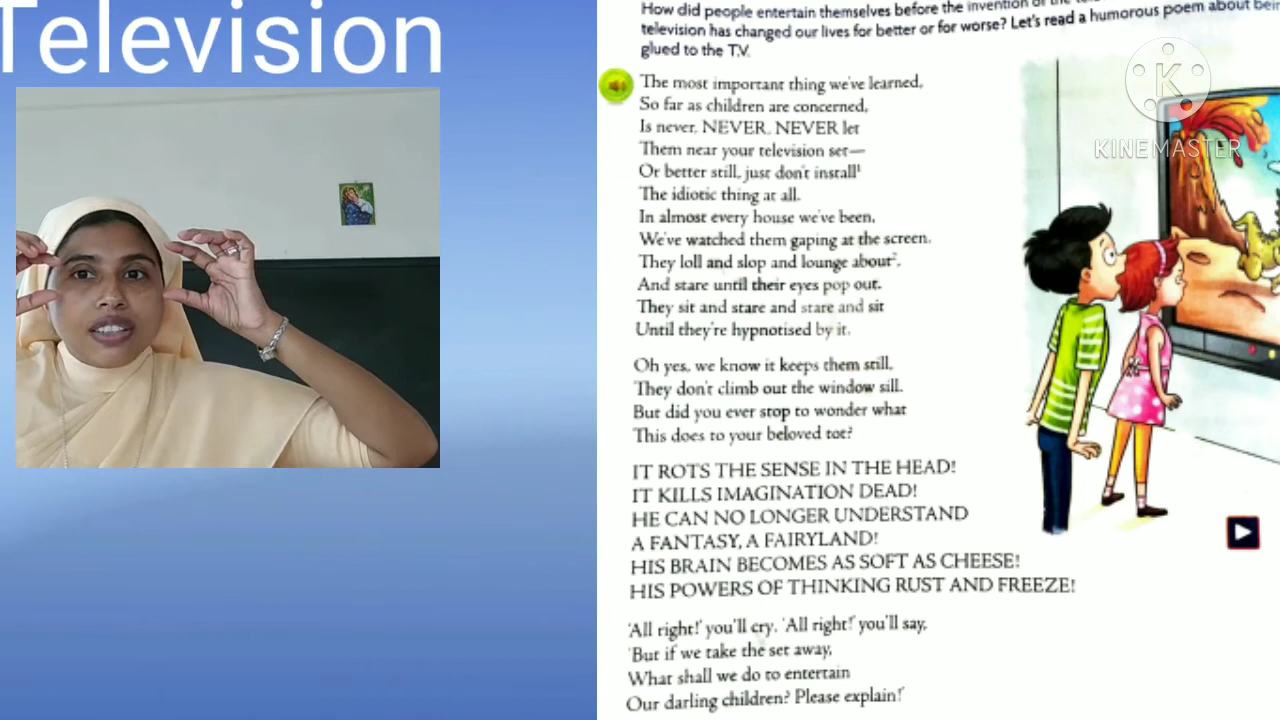 Television
How did people entertain themselves before the invention of the
television has changed our lives for better or for worse? Let's read a humorous poem about
glued to the T.V.
The most important thing we've learned,
So far as children are concerned,
Is never, NEVER, NEVER let
Them near your television set—
Or better still, just don't install¹
The idiotic thing at all.
In almost every house we've been,
We've watched them gaping at the screen.
They loll and slop and lounge about²,
And stare until their eyes pop out.
They sit and stare and stare and sit
Until they're hypnotised by it.
Oh yes, we know it keeps them still,
They don't climb out the window sill.
But did you ever stop to wonder what
This does to your beloved tot?
IT ROTS THE SENSE IN THE HEAD!
IT KILLS IMAGINATION DEAD!
HE CAN NO LONGER UNDERSTAND
A FANTASY, A FAIRYLAND!
HIS BRAIN BECOMES AS SOFT AS CHEESE!
HIS POWERS OF THINKING RUST AND FREEZE!
'All right!' you'll cry. 'All right!' you'll say,
'But if we take the set away,
What shall we do to entertain
Our darling children? Please explain!'
K
KINEMASTER